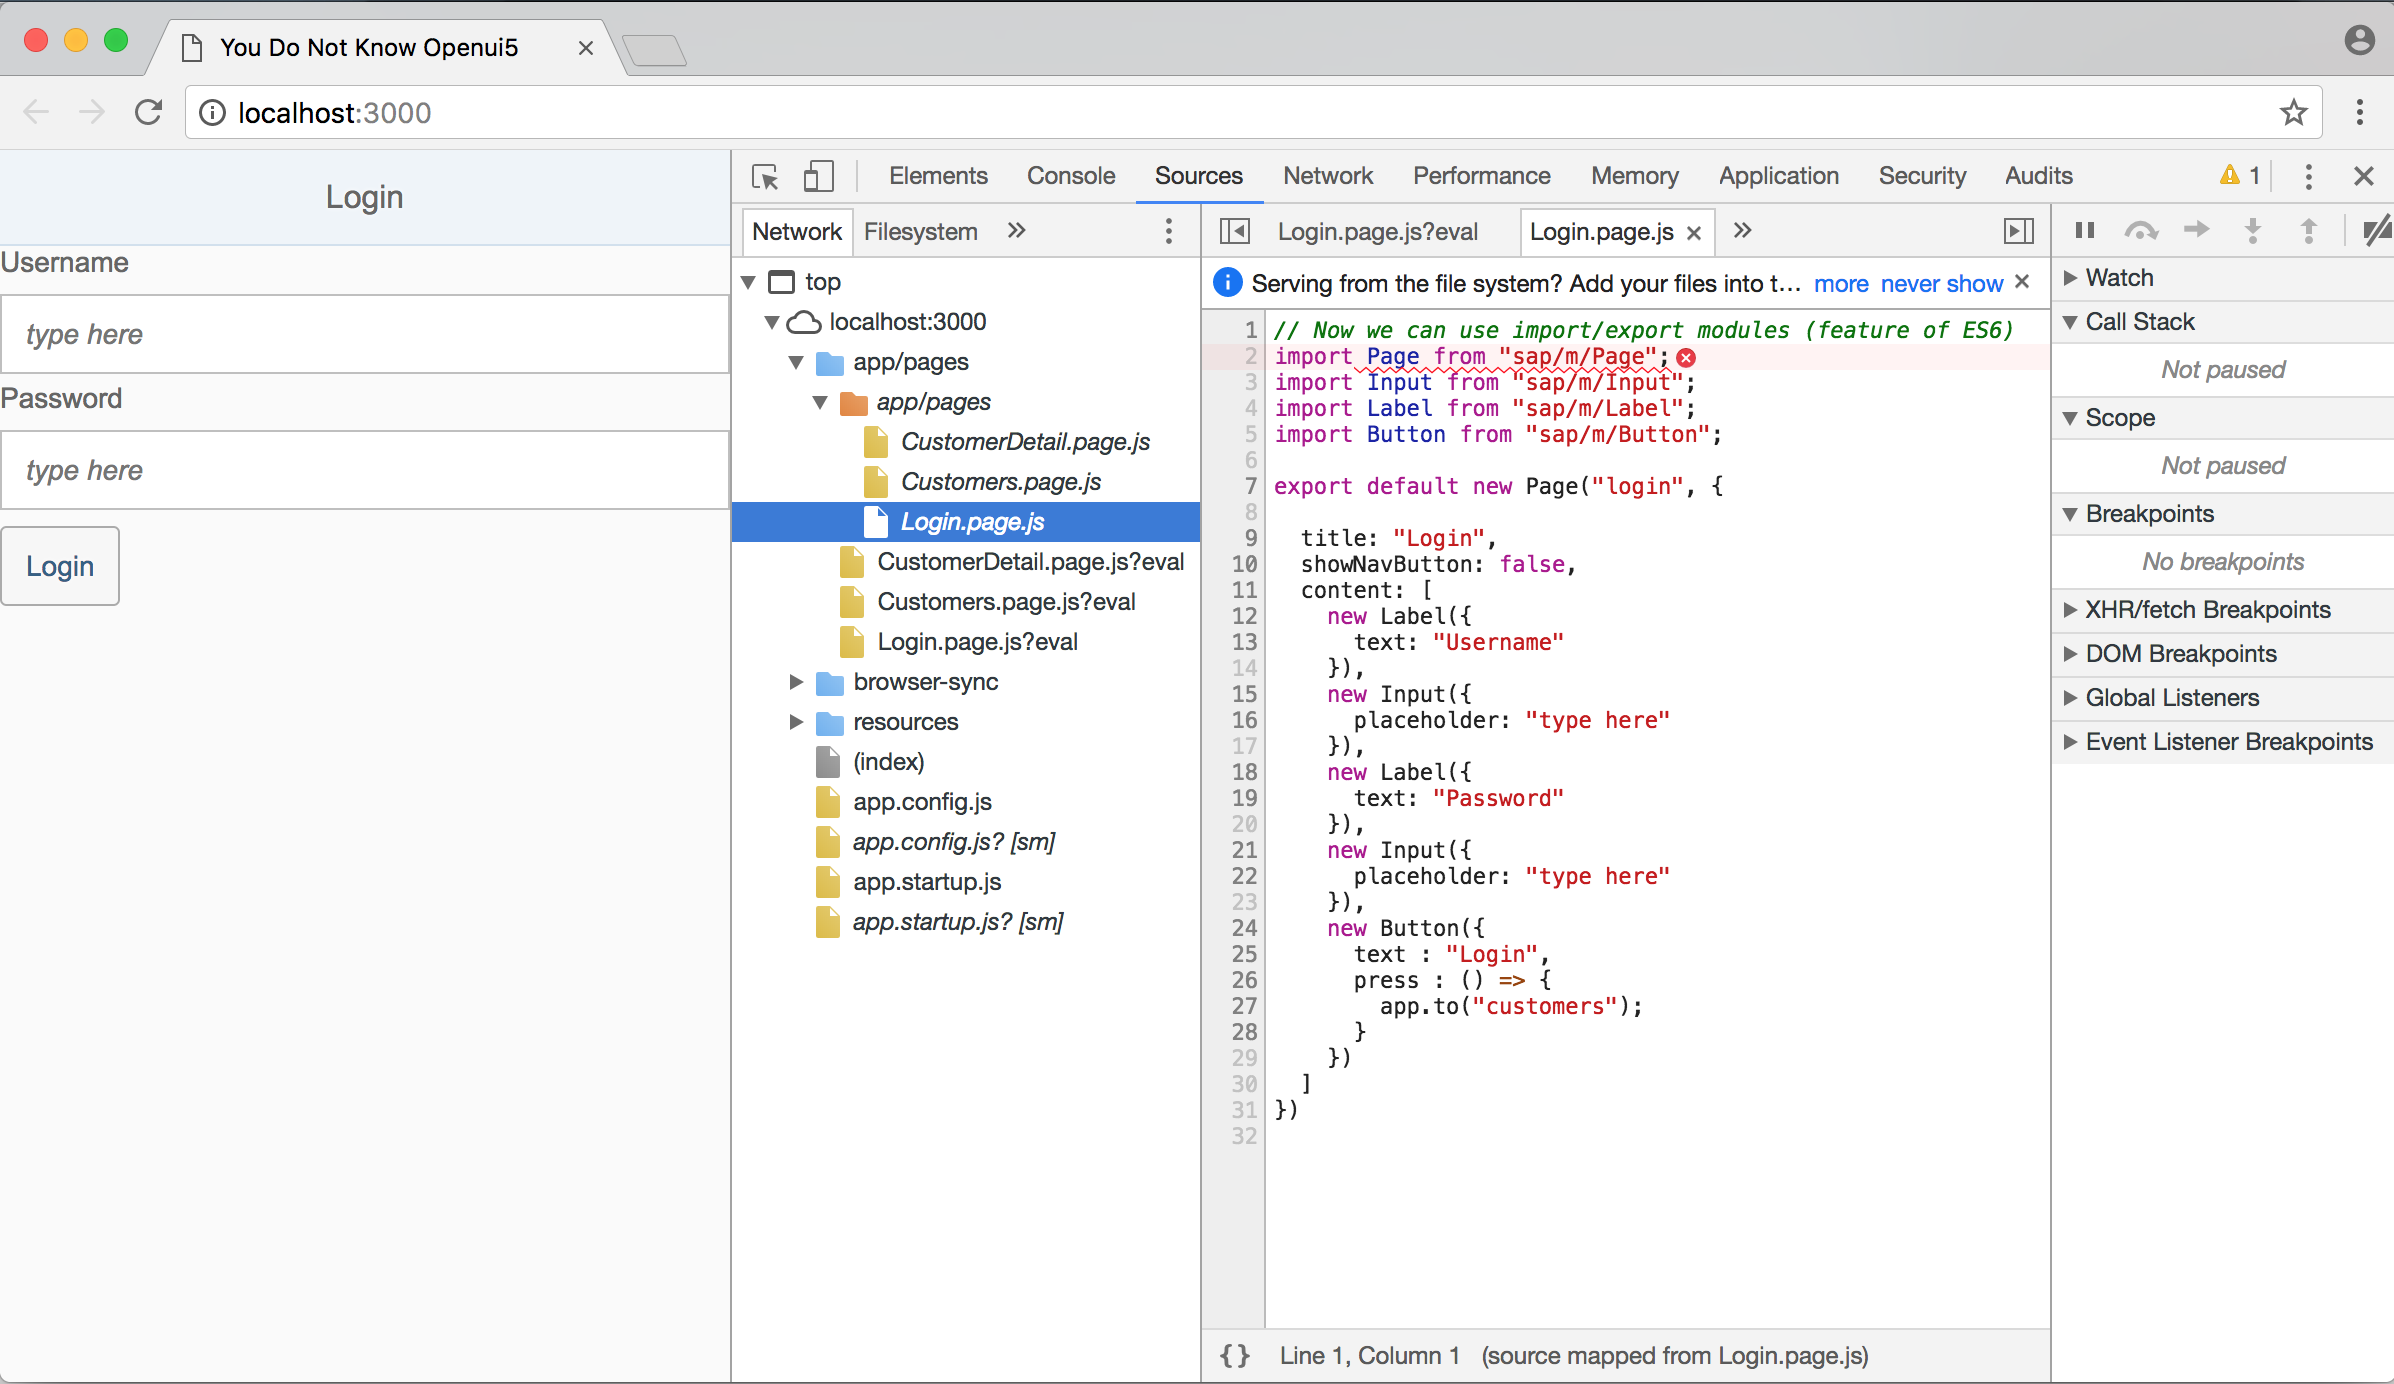 You Do Not Know Openui5
localhost:3000
Login
Username
type here
Password
type here
Login
Elements Console Sources Network Performance Memory Application Security Audits 1
Network Filesystem »
top
localhost:3000
app/pages
app/pages
CustomerDetail.page.js
Customers.page.js
Login.page.js
CustomerDetail.page.js?eval
Customers.page.js?eval
Login.page.js?eval
browser-sync
resources
(index)
app.config.js
app.config.js? [sm]
app.startup.js
app.startup.js? [sm]
Login.page.js?eval Login.page.js × »
Serving from the file system? Add your files into t… more never show ×
1 // Now we can use import/export modules (feature of ES6)
2 import Page from "sap/m/Page";
3 import Input from "sap/m/Input";
4 import Label from "sap/m/Label";
5 import Button from "sap/m/Button";
6
7 export default new Page("login", {
8
9 title: "Login",
10 showNavButton: false,
11 content: [
12 new Label({
13 text: "Username"
14 }),
15 new Input({
16 placeholder: "type here"
17 }),
18 new Label({
19 text: "Password"
20 }),
21 new Input({
22 placeholder: "type here"
23 }),
24 new Button({
25 text : "Login",
26 press : () => {
27 app.to("customers");
28 }
29 })
30 ]
31 })
32
{} Line 1, Column 1 (source mapped from Login.page.js)
Watch
Call Stack
Not paused
Scope
Not paused
Breakpoints
No breakpoints
XHR/fetch Breakpoints
DOM Breakpoints
Global Listeners
Event Listener Breakpoints